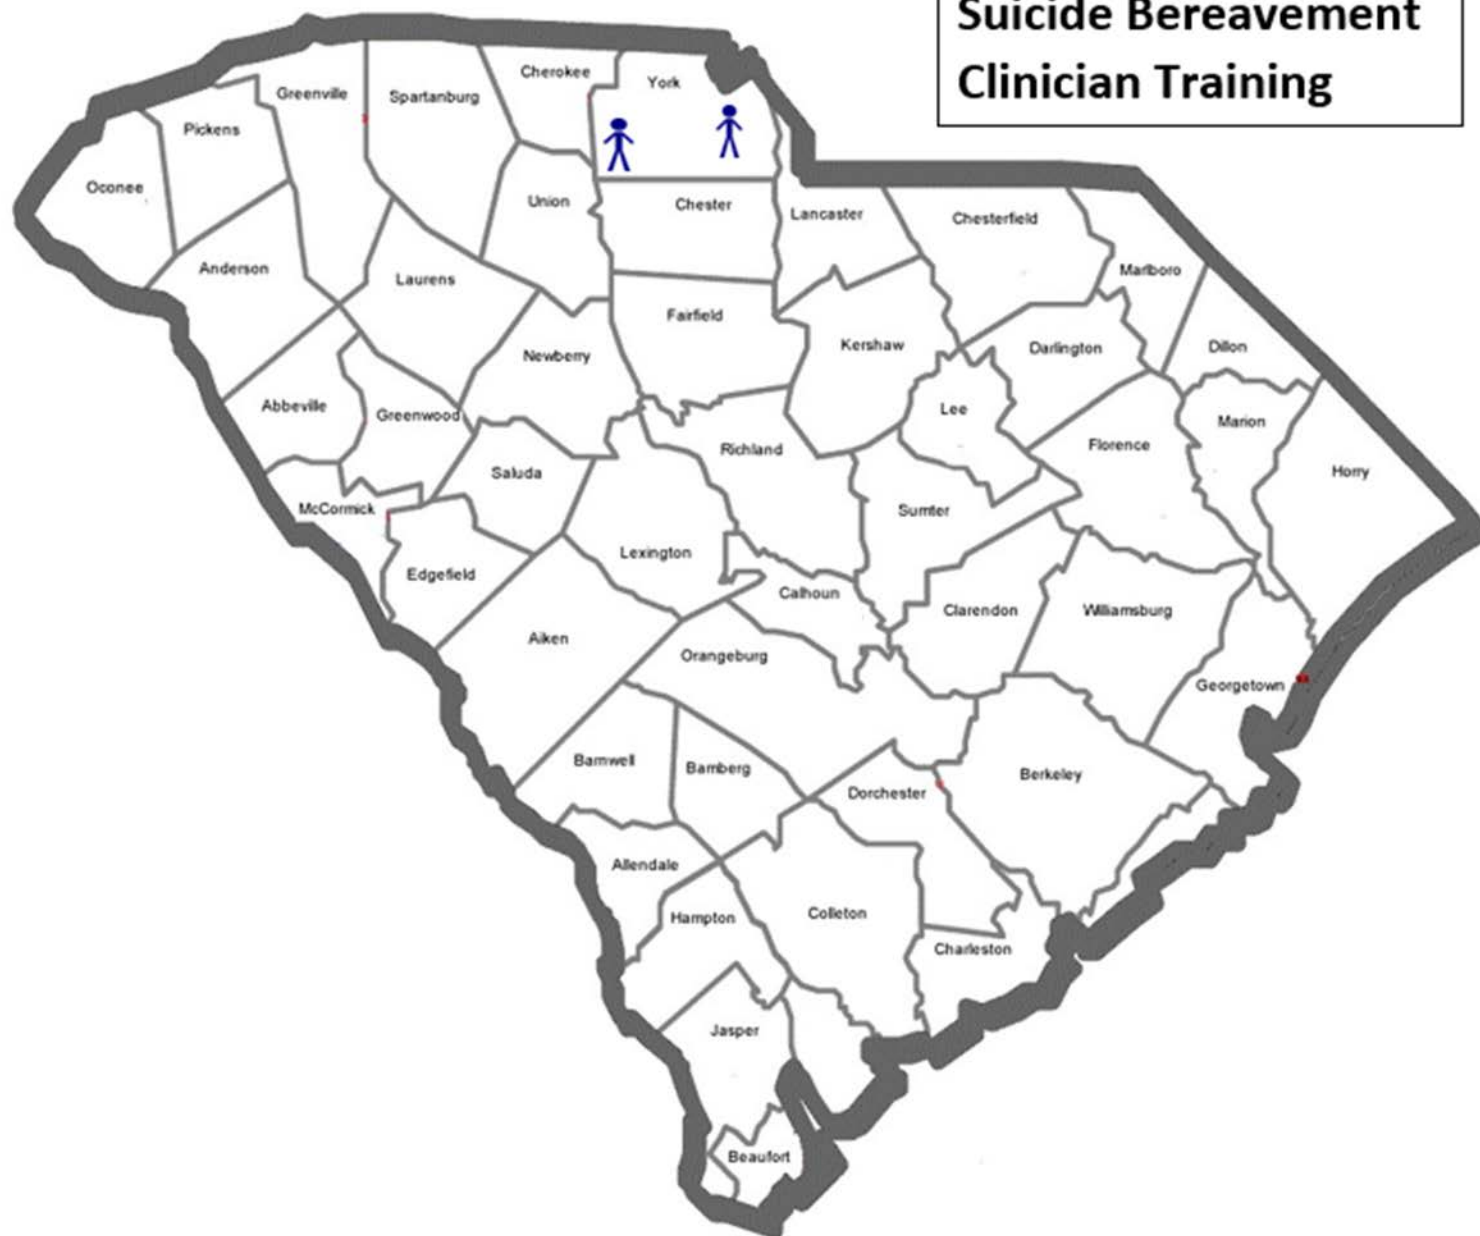 Suicide Bereavement
Clinician Training
Cherokee
York
Greenville
Spartanburg
Pickens
Oconee
Union
Chester
Lancaster
Chesterfield
Anderson
Laurens
Marlboro
Fairfield
Newberry
Kershaw
Darlington
Dillon
Abbeville
Greenwood
Lee
Marion
Richland
Florence
Saluda
Horry
McCormick
Sumter
Lexington
Edgefield
Calhoun
Clarendon
Williamsburg
Aiken
Orangeburg
Georgetown
Barnwell
Bamberg
Berkeley
Dorchester
Allendale
Hampton
Colleton
Charleston
Jasper
Beaufort